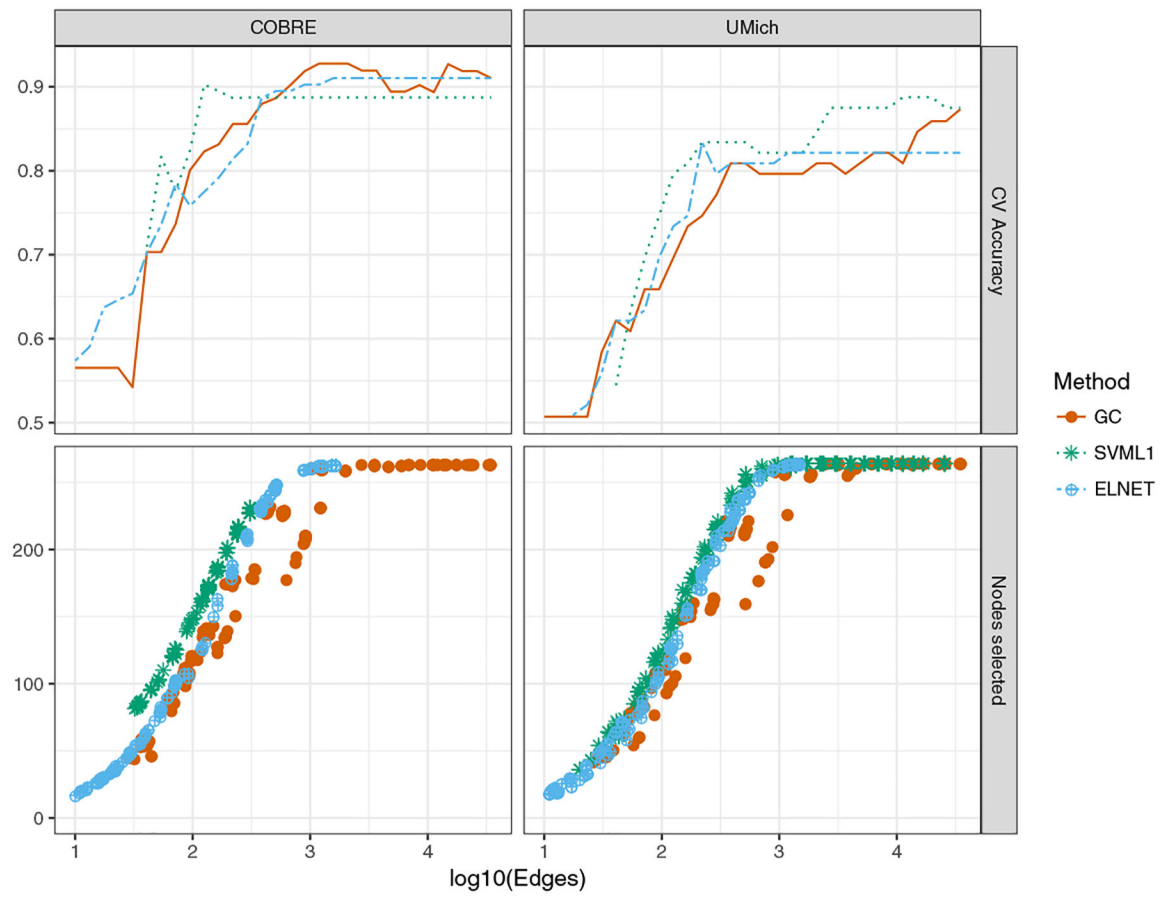 COBRE
UMich
0.9
0.8
0.7
0.6
0.5
CV Accuracy
200
100
0
Nodes selected
1 2 3 4
1 2 3 4
log10(Edges)
Method
GC
SVML1
ELNET